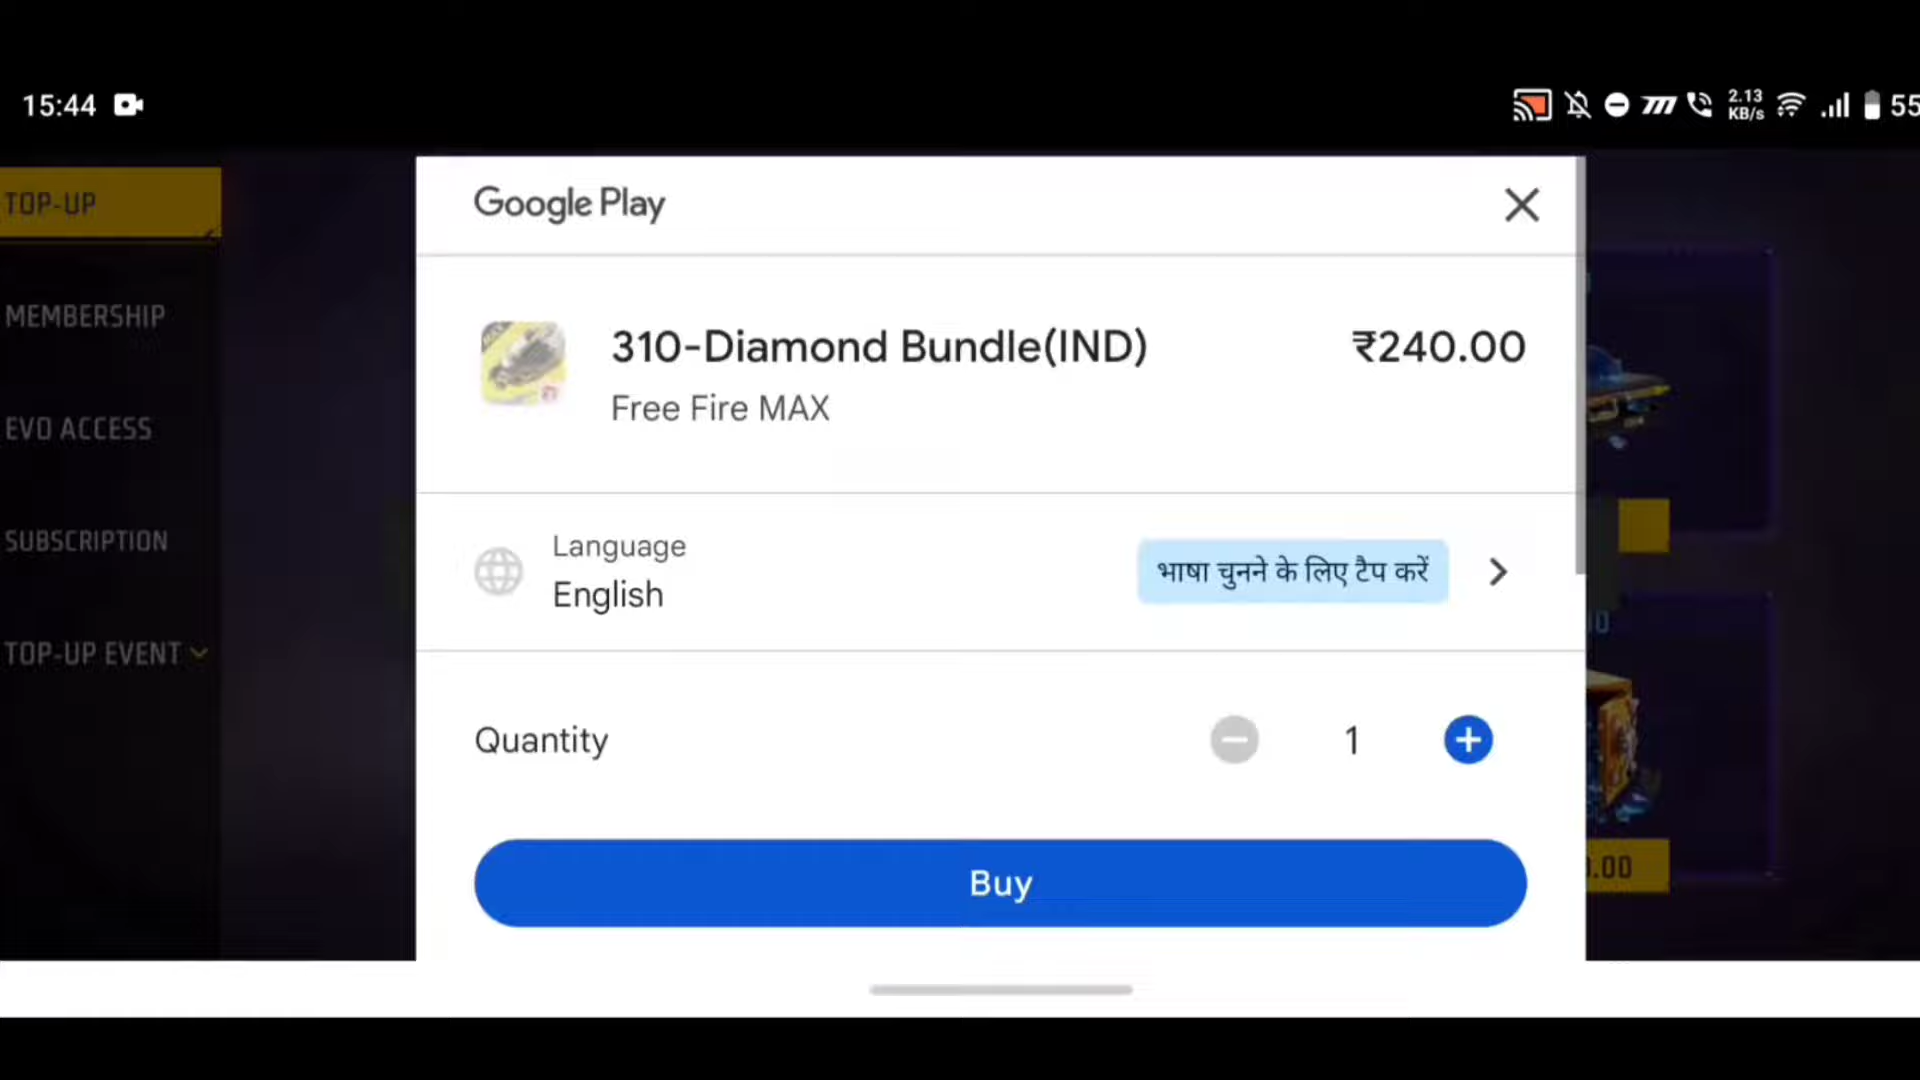 15:44
2.13
KB/s
55
TOP-UP
MEMBERSHIP
EVO ACCESS
SUBSCRIPTION
TOP-UP EVENT
Google Play
310-Diamond Bundle(IND)
₹240.00
Free Fire MAX
Language
English
भाषा चुनने के लिए टैप करें
Quantity
1
Buy
.00